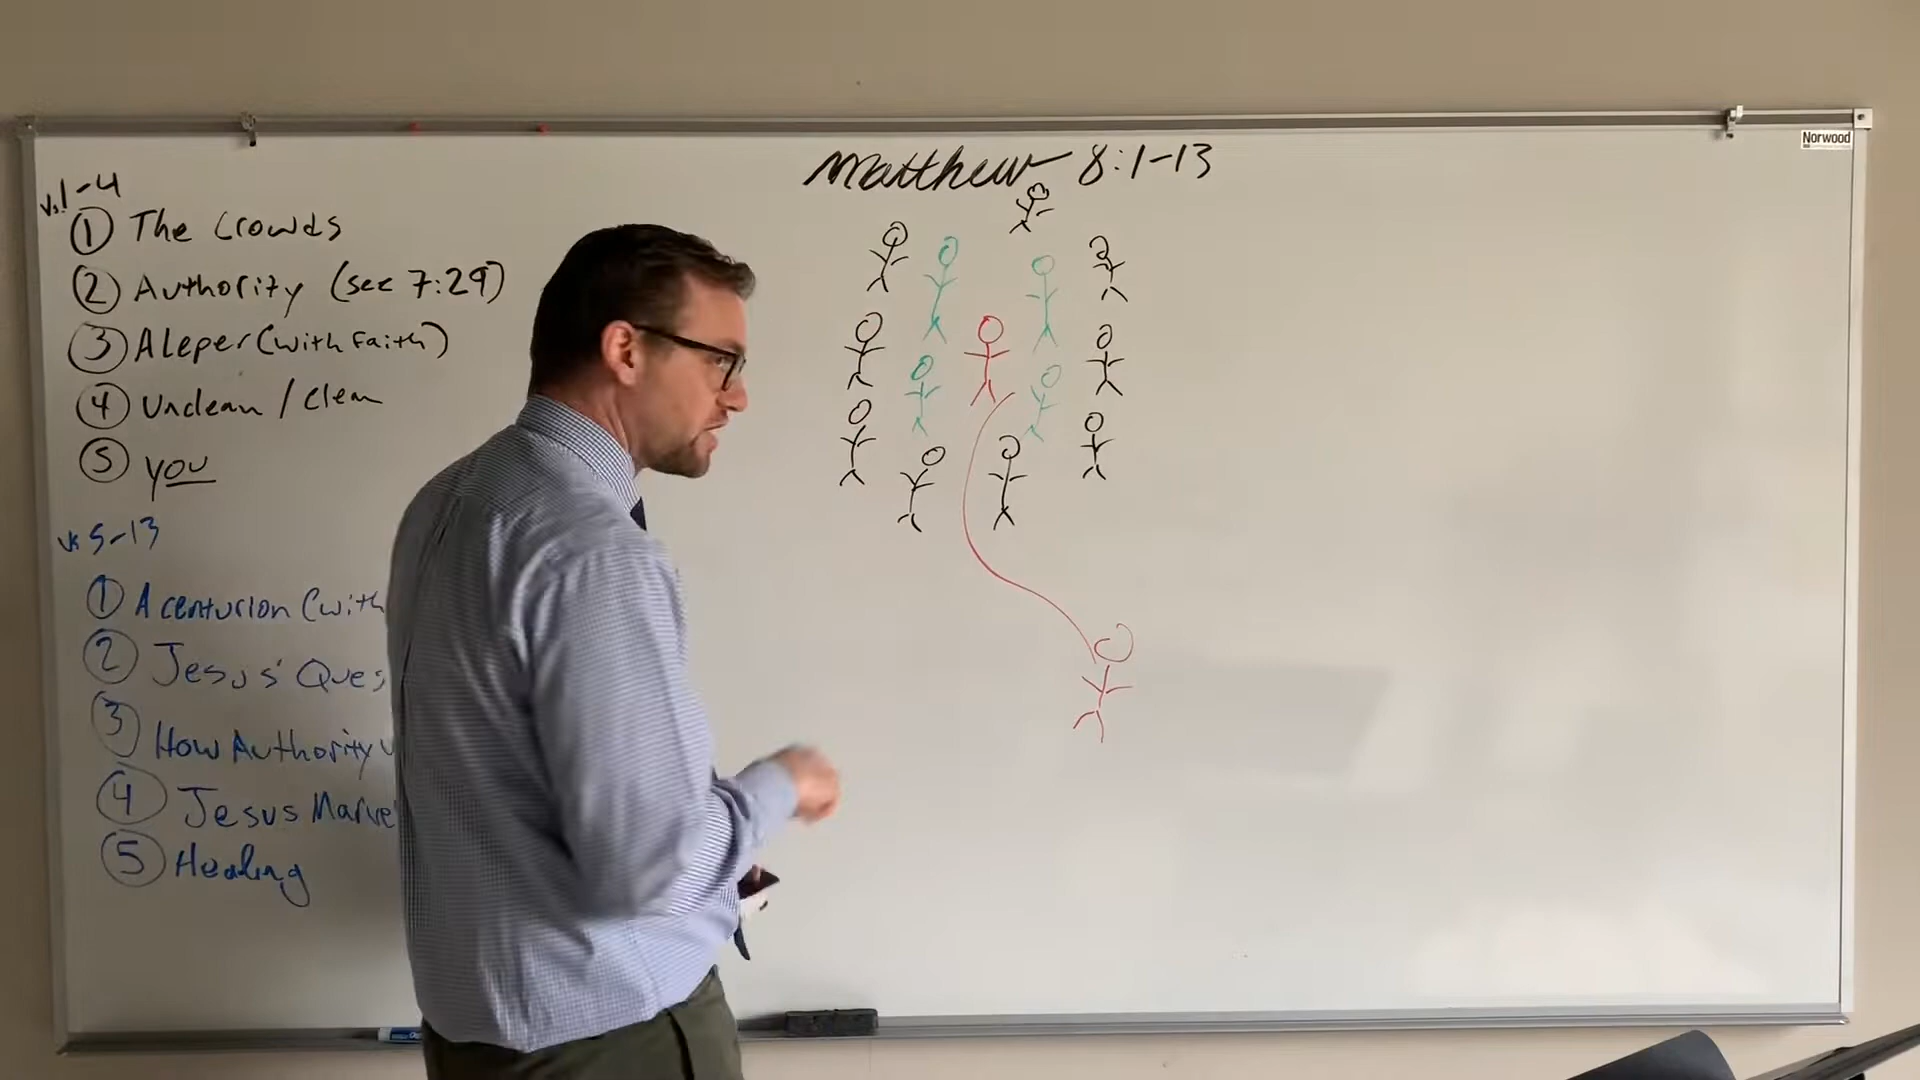 Matthew 8:1-13
Norwood
vs. 1-4
① The Crowds
② Authority (see 7:29)
③ A leper (with faith)
④ Unclean / Clean
⑤ you
vs 5-13
① A centurion (with
② Jesus' Ques
③ How Authority
④ Jesus Marve
⑤ Healing